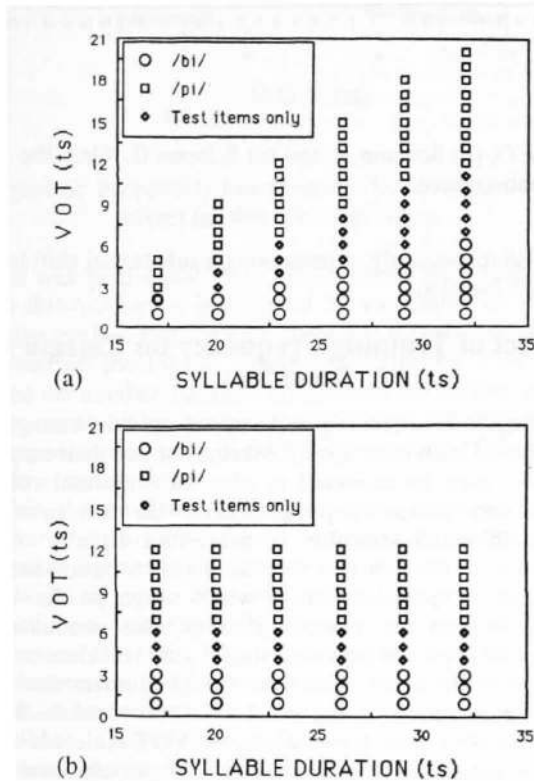 21
18
15
12
9
6
3
0
VOT (ts)
/bi/
/pi/
Test items only
15 20 25 30 35
(a) SYLLABLE DURATION (ts)
21
18
15
12
9
6
3
0
VOT (ts)
/bi/
/pi/
Test items only
15 20 25 30 35
(b) SYLLABLE DURATION (ts)